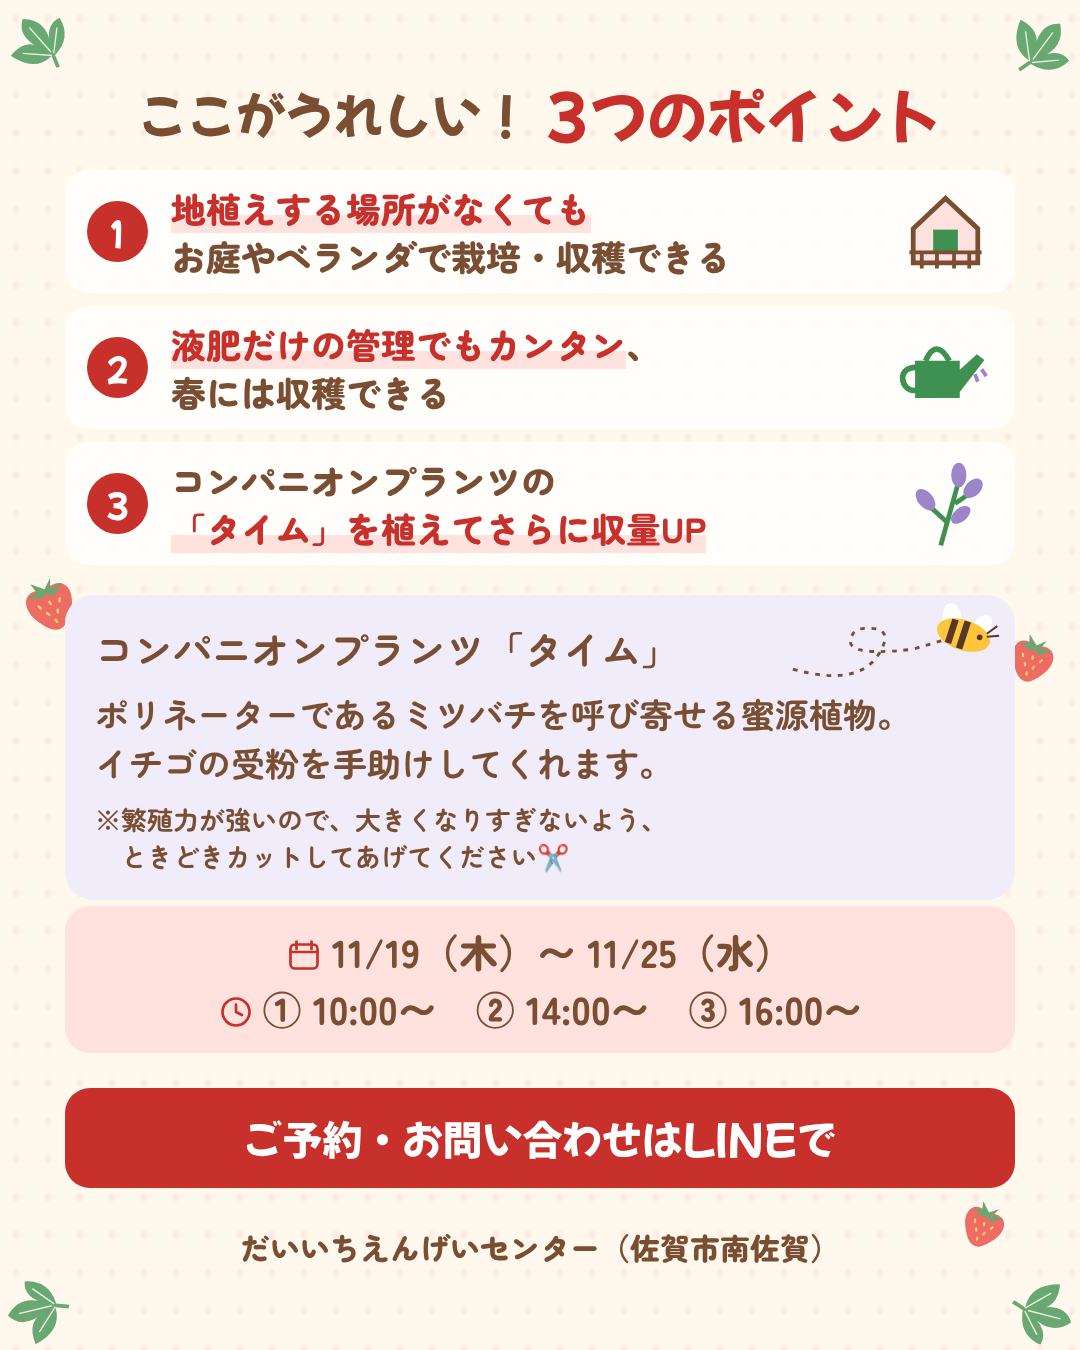 ここがうれしい！ 3つのポイント
1
地植えする場所がなくても
お庭やベランダで栽培・収穫できる
2
液肥だけの管理でもカンタン、
春には収穫できる
3
コンパニオンプランツの
「タイム」を植えてさらに収量UP
コンパニオンプランツ「タイム」
ポリネーターであるミツバチを呼び寄せる蜜源植物。
イチゴの受粉を手助けしてくれます。
※繁殖力が強いので、大きくなりすぎないよう、
ときどきカットしてあげてください✂️
11/19（木）〜 11/25（水）
① 10:00〜 ② 14:00〜 ③ 16:00〜
ご予約・お問い合わせはLINEで
だいいちえんげいセンター（佐賀市南佐賀）